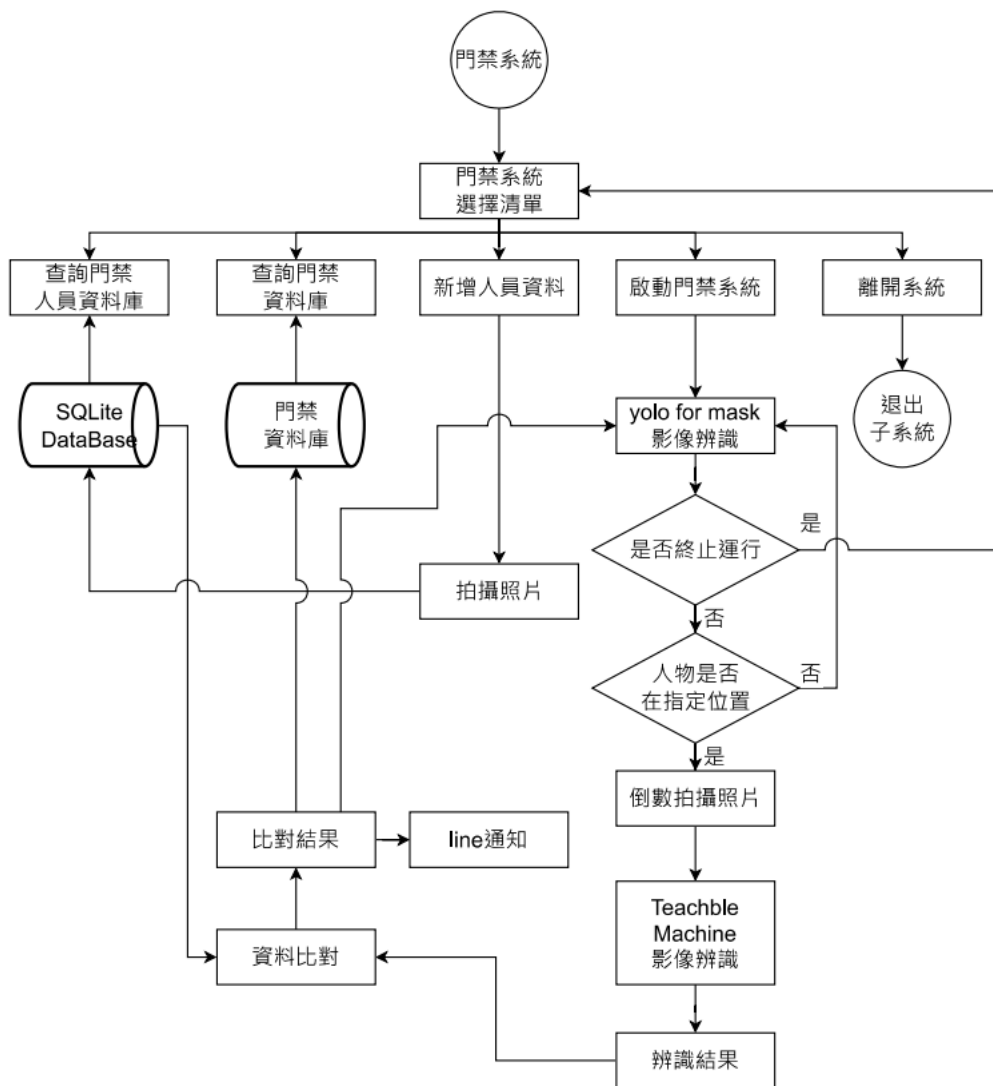 門禁系統
門禁系統
選擇清單
查詢門禁
人員資料庫
查詢門禁
資料庫
新增人員資料
啟動門禁系統
離開系統
SQLite
DataBase
門禁
資料庫
yolo for mask
影像辨識
退出
子系統
是否終止運行
是
否
拍攝照片
人物是否
在指定位置
否
是
倒數拍攝照片
比對結果
line通知
Teachble
Machine
影像辨識
資料比對
辨識結果